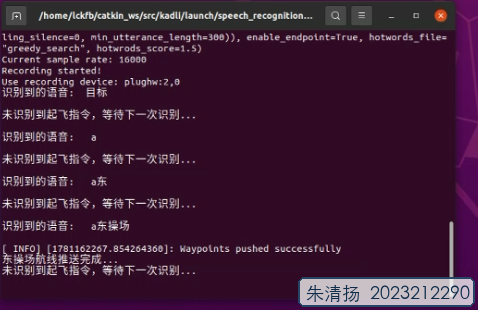 /home/lckfb/catkin_ws/src/kadli/launch/speech_recognition...
ling_silence=0, min_utterance_length=300)), enable_endpoint=True, hotwords_file=
"greedy_search", hotwrods_score=1.5)
Current sample rate: 16000
Recording started!
Use recording device: plughw:2,0
识别到的语音:  目标
未识别到起飞指令,等待下一次识别...
识别到的语音:  a
未识别到起飞指令,等待下一次识别...
识别到的语音:  a东
未识别到起飞指令,等待下一次识别...
识别到的语音:  a东操场
[ INFO] [1781162267.854264360]: Waypoints pushed successfully
东操场航线推送完成...
未识别到起飞指令,等待下一次识别...
朱清扬 2023212290